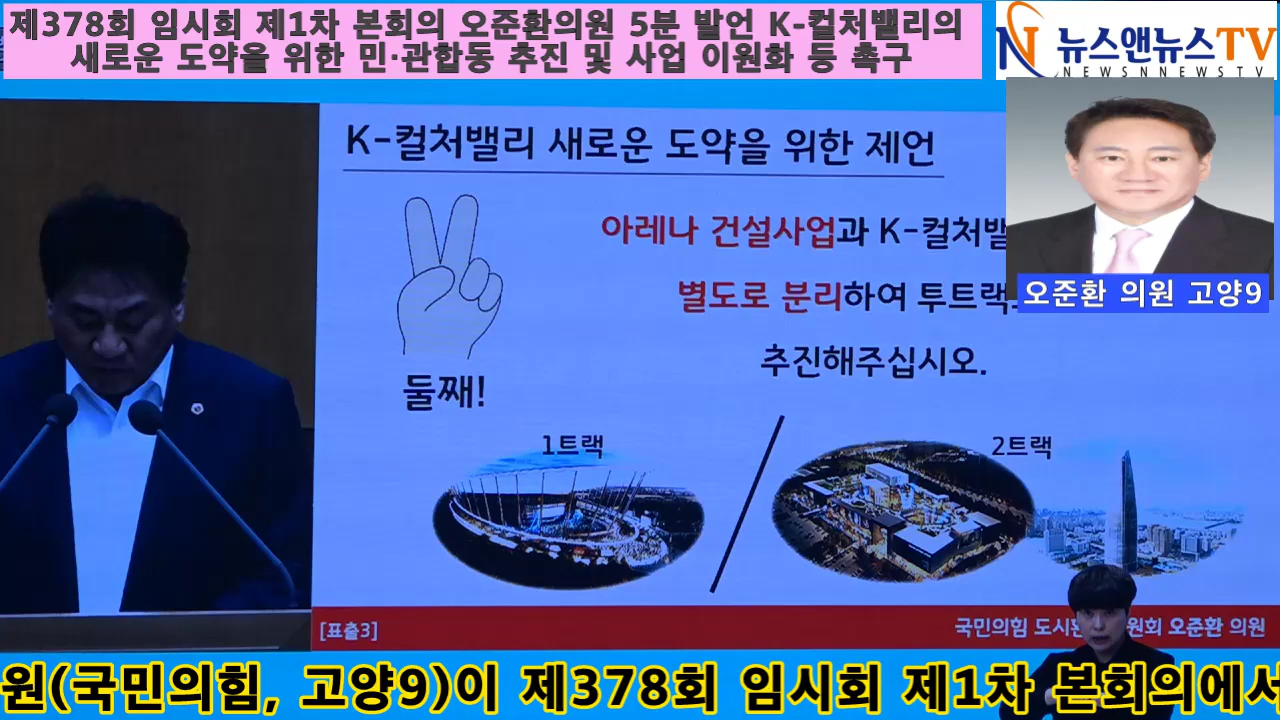 제378회 임시회 제1차 본회의 오준환의원 5분 발언 K-컬처밸리의
새로운 도약을 위한 민·관합동 추진 및 사업 이원화 등 촉구
뉴스앤뉴스TV
NEWSNNEWSTV
K-컬처밸리 새로운 도약을 위한 제언
아레나 건설사업과 K-컬처밸
별도로 분리하여 투트랙
추진해주십시오.
둘째!
오준환 의원 고양9
1트랙
2트랙
[표출3]
국민의힘 도시환 원회 오준환 의원
원(국민의힘, 고양9)이 제378회 임시회 제1차 본회의에서